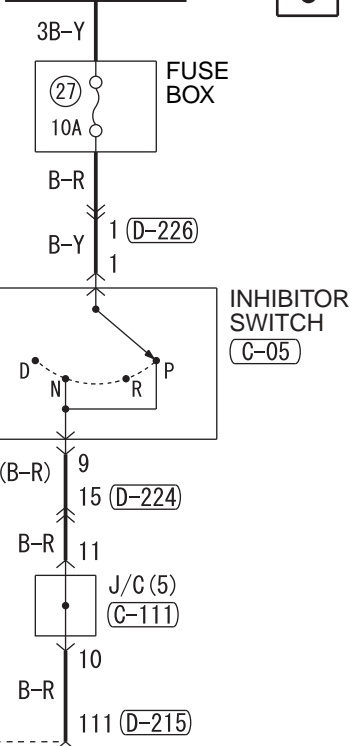 3B-Y
FUSE
BOX
27
10A
B-R
1 D-226
B-Y
1
INHIBITOR
SWITCH
C-05
D
N
R
P
(B-R)
9
15 D-224
B-R
11
J/C(5)
C-111
10
B-R
111 D-215